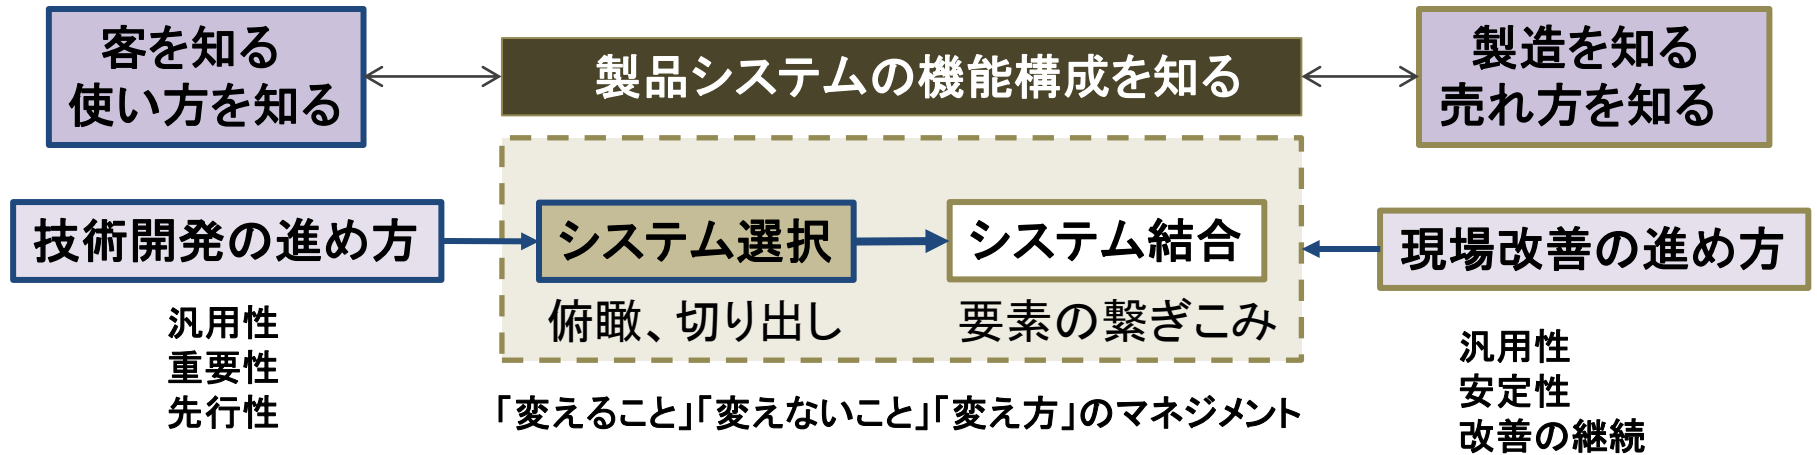 客を知る
使い方を知る
製品システムの機能構成を知る
製造を知る
売れ方を知る
技術開発の進め方
システム選択
システム結合
現場改善の進め方
俯瞰、切り出し
要素の繋ぎこみ
汎用性
重要性
先行性
「変えること」「変えないこと」「変え方」のマネジメント
汎用性
安定性
改善の継続